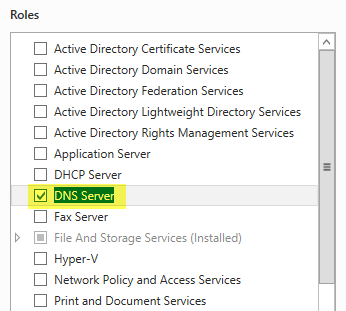 Roles
Active Directory Certificate Services
Active Directory Domain Services
Active Directory Federation Services
Active Directory Lightweight Directory Services
Active Directory Rights Management Services
Application Server
DHCP Server
DNS Server
Fax Server
File And Storage Services (Installed)
Hyper-V
Network Policy and Access Services
Print and Document Services